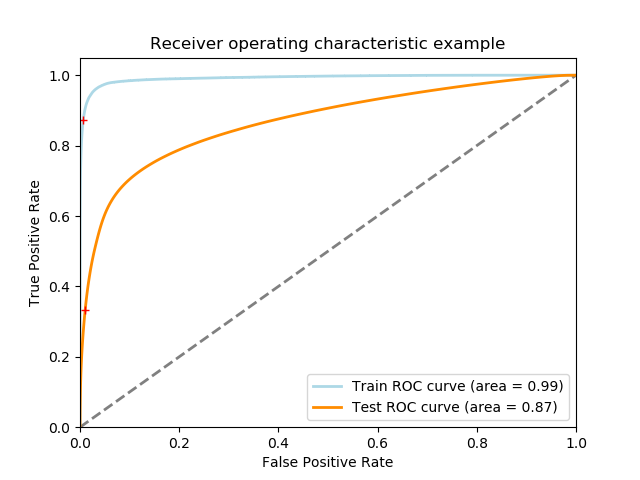 Receiver operating characteristic example
1.0
0.8
0.6
0.4
0.2
0.0
True Positive Rate
Train ROC curve (area = 0.99)
Test ROC curve (area = 0.87)
0.0 0.2 0.4 0.6 0.8 1.0
False Positive Rate